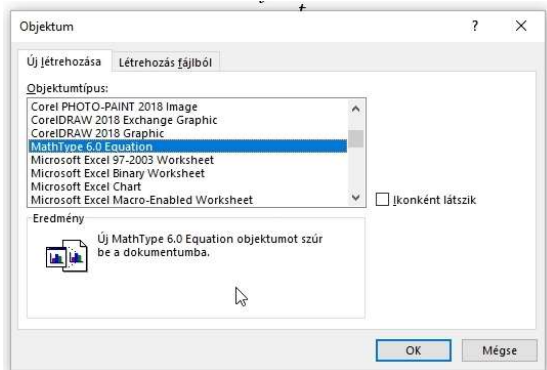 t
Objektum
?
Új létrehozása
Létrehozás fájlból
Objektumtípus:
Corel PHOTO-PAINT 2018 Image
CorelDRAW 2018 Exchange Graphic
CorelDRAW 2018 Graphic
MathType 6.0 Equation
Microsoft Excel 97-2003 Worksheet
Microsoft Excel Binary Worksheet
Microsoft Excel Chart
Microsoft Excel Macro-Enabled Worksheet
Ikonként látszik
Eredmény
Új MathType 6.0 Equation objektumot szúr
be a dokumentumba.
OK
Mégse